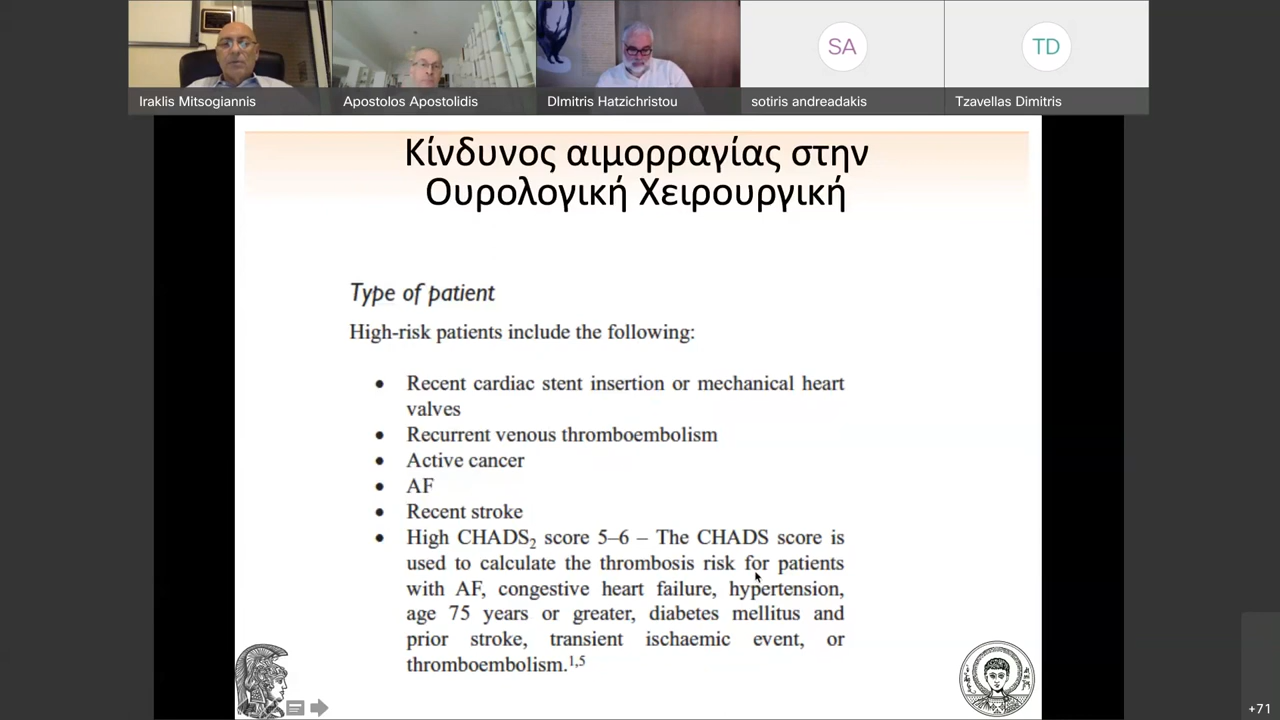 Iraklis Mitsogiannis
Apostolos Apostolidis
DImitris Hatzichristou
SA
sotiris andreadakis
TD
Tzavellas Dimitris
Κίνδυνος αιμορραγίας στην
Ουρολογική Χειρουργική
Type of patient
High-risk patients include the following:
• Recent cardiac stent insertion or mechanical heart
valves
• Recurrent venous thromboembolism
• Active cancer
• AF
• Recent stroke
• High CHADS₂ score 5–6 – The CHADS score is
used to calculate the thrombosis risk for patients
with AF, congestive heart failure, hypertension,
age 75 years or greater, diabetes mellitus and
prior stroke, transient ischaemic event, or
thromboembolism.¹,⁵
+71